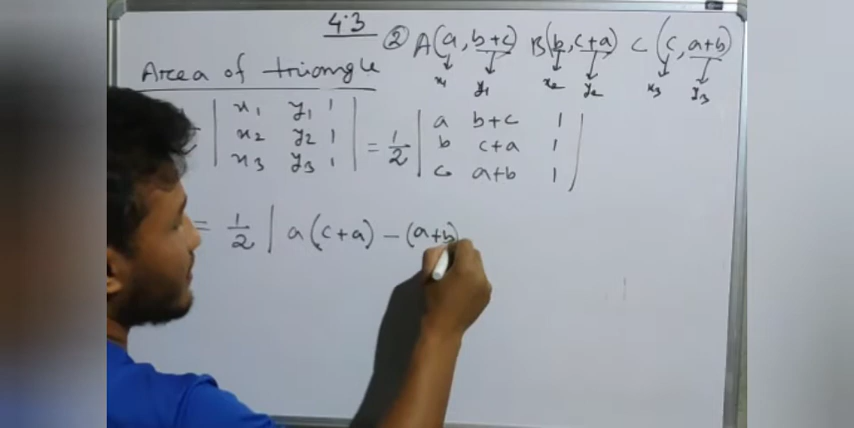 4.3
② A(a, b+c) B(b, c+a) C (c, a+b)
x₁ y₁ x₂ y₂ x₃ y₃
Area of triangle
| x₁ y₁ 1 | = 1/2 | a b+c 1 |
| x₂ y₂ 1 | | b c+a 1 |
| x₃ y₃ 1 | | c a+b 1 |
= 1/2 | a(c+a) - (a+b)